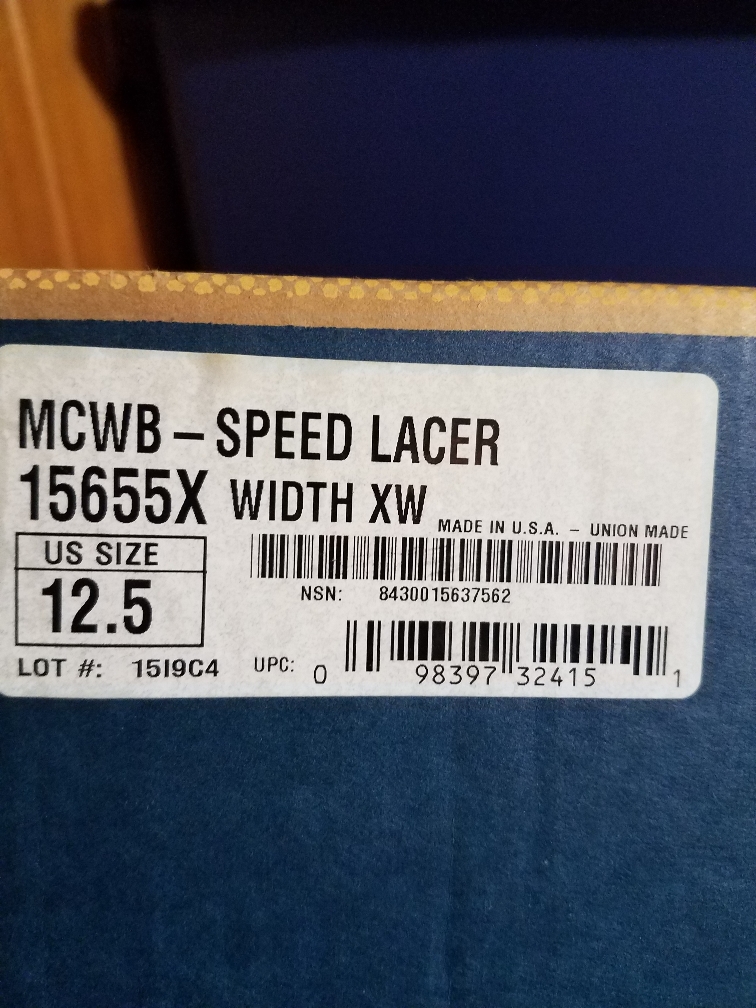 MCWB – SPEED LACER
15655X WIDTH XW
MADE IN U.S.A. – UNION MADE
US SIZE
12.5
NSN: 8430015637562
LOT #: 15I9C4
UPC: 0 98397 32415 1